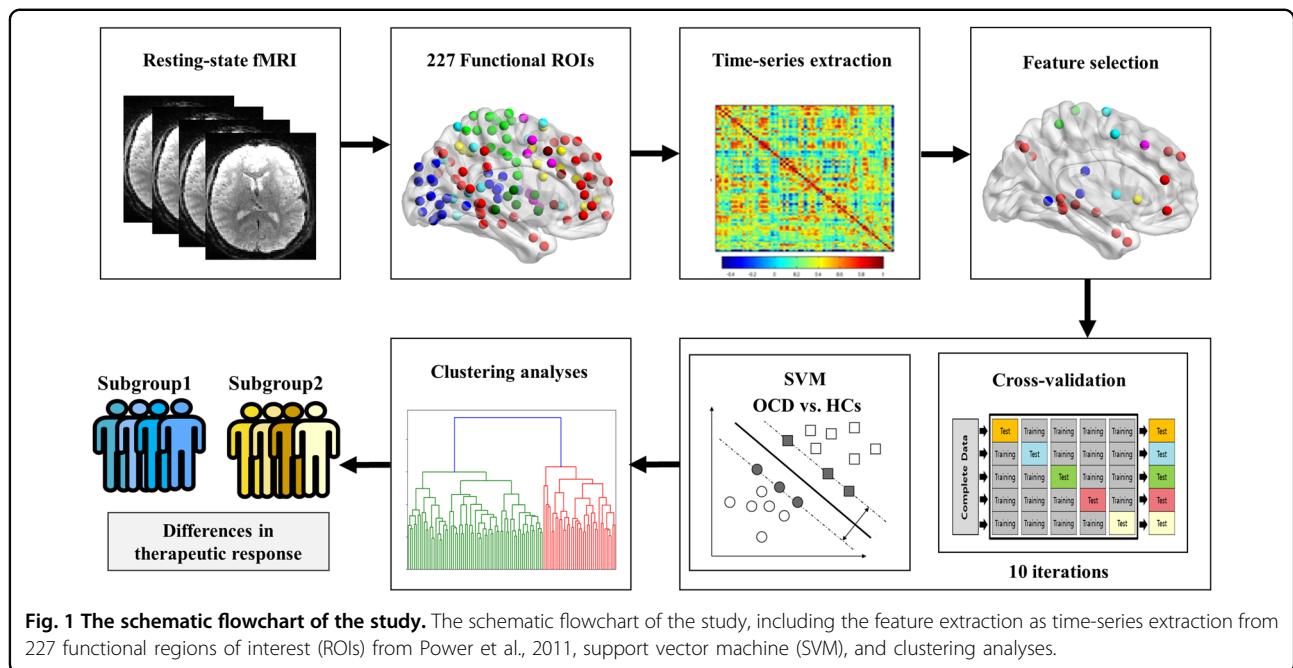 Resting-state fMRI
227 Functional ROIs
Time-series extraction
-0.4 -0.2 0 0.2 0.4 0.6 0.8 1
Feature selection
Subgroup1 Subgroup2
Differences in
therapeutic response
Clustering analyses
SVM
OCD vs. HCs
Cross-validation
Complete Data
Test Training Training Training Training Test
Training Test Training Training Training Test
Training Training Test Training Training Test
Training Training Training Test Training Test
Training Training Training Training Test Test
10 iterations
Fig. 1 The schematic flowchart of the study. The schematic flowchart of the study, including the feature extraction as time-series extraction from
227 functional regions of interest (ROIs) from Power et al., 2011, support vector machine (SVM), and clustering analyses.